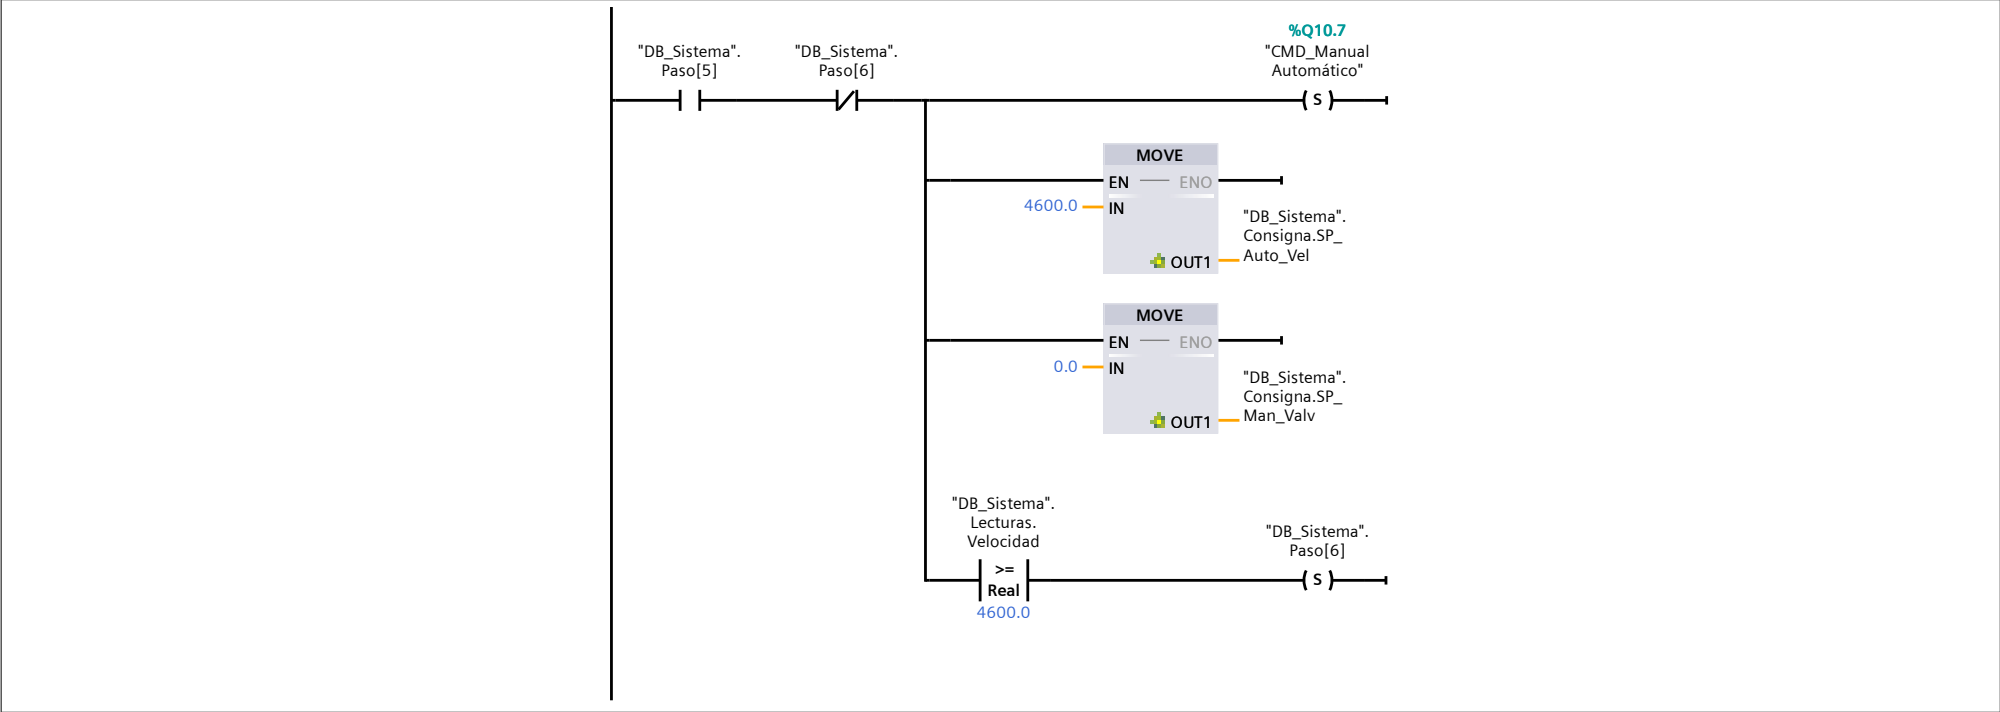 %Q10.7
"DB_Sistema".
Paso[5]
"DB_Sistema".
Paso[6]
"CMD_Manual
Automático"
S
MOVE
EN
ENO
4600.0
IN
"DB_Sistema".
Consigna.SP_
Auto_Vel
OUT1
MOVE
EN
ENO
0.0
IN
"DB_Sistema".
Consigna.SP_
Man_Valv
OUT1
"DB_Sistema".
Lecturas.
Velocidad
>=
Real
4600.0
"DB_Sistema".
Paso[6]
S